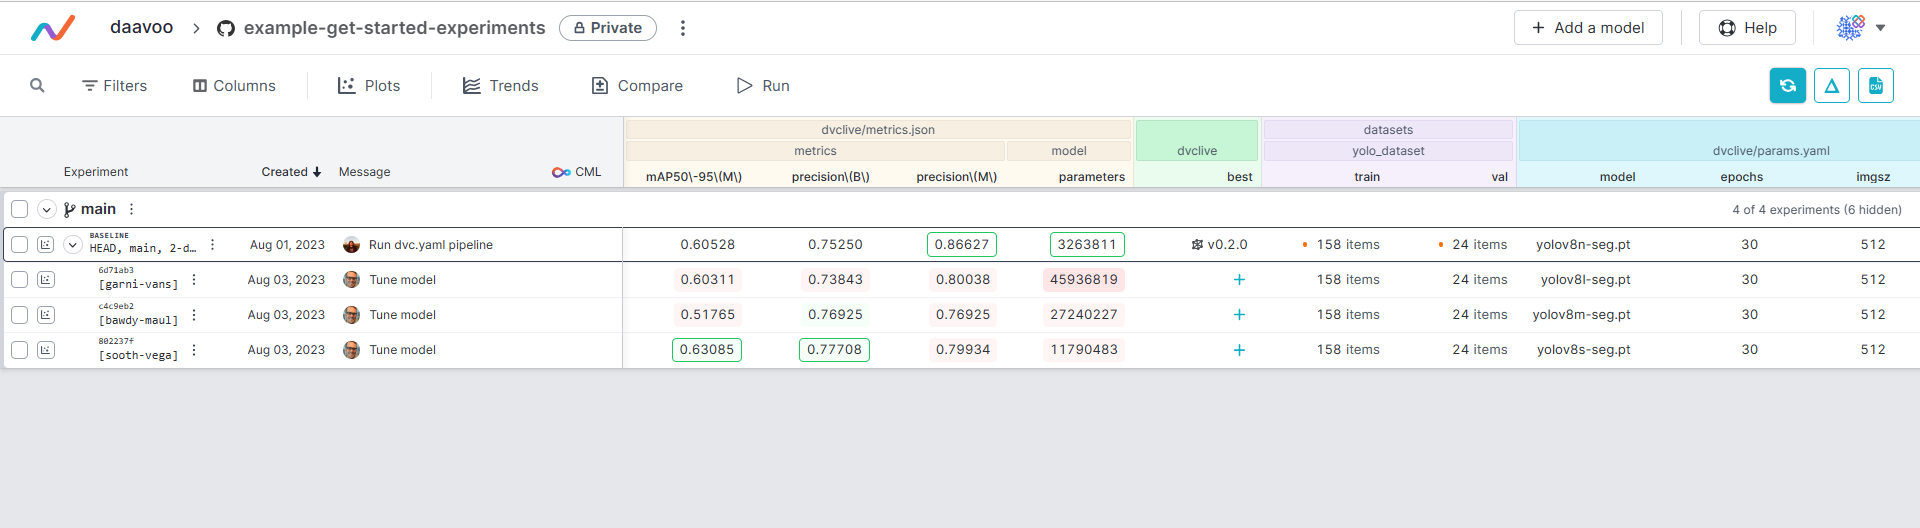 daavoo > example-get-started-experiments Private Add a model Help
Filters Columns Plots Trends Compare Run CSV
dvclive/metrics.json datasets
metrics model dvclive yolo_dataset dvclive/params.yaml
Experiment Created Message CML mAP50\-95\(M\) precision\(B\) precision\(M\) parameters best train val model epochs imgsz
main 4 of 4 experiments (6 hidden)
BASELINE
HEAD, main, 2-d… Aug 01, 2023 Run dvc.yaml pipeline 0.60528 0.75250 0.86627 3263811 v0.2.0 158 items 24 items yolov8n-seg.pt 30 512
6d71ab3
[garni-vans] Aug 03, 2023 Tune model 0.60311 0.73843 0.80038 45936819 + 158 items 24 items yolov8l-seg.pt 30 512
c4c9eb2
[bawdy-maul] Aug 03, 2023 Tune model 0.51765 0.76925 0.76925 27240227 + 158 items 24 items yolov8m-seg.pt 30 512
802237f
[sooth-vega] Aug 03, 2023 Tune model 0.63085 0.77708 0.79934 11790483 + 158 items 24 items yolov8s-seg.pt 30 512